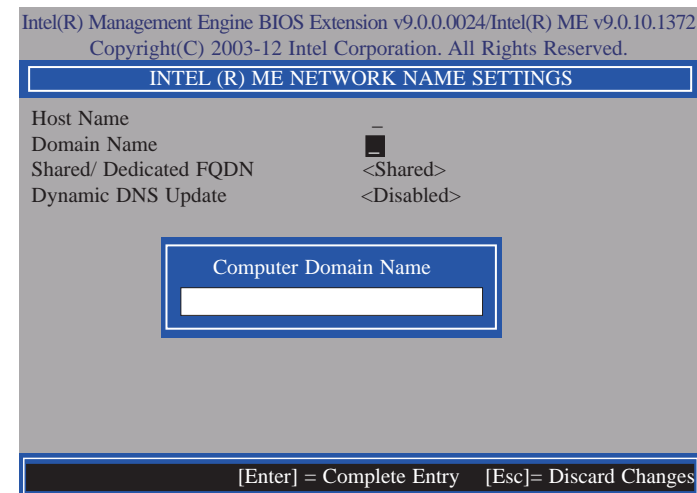 Intel(R) Management Engine BIOS Extension v9.0.0.0024/Intel(R) ME v9.0.10.1372
Copyright(C) 2003-12 Intel Corporation. All Rights Reserved.
INTEL (R) ME NETWORK NAME SETTINGS
Host Name _
Domain Name _
Shared/ Dedicated FQDN <Shared>
Dynamic DNS Update <Disabled>
Computer Domain Name
[Enter] = Complete Entry [Esc]= Discard Changes